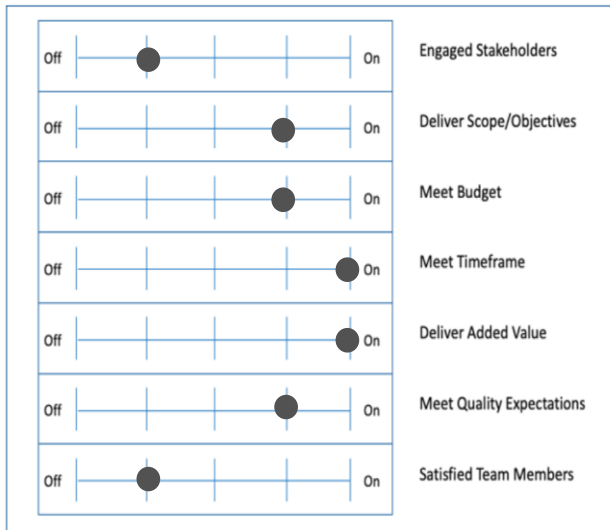 Off On Engaged Stakeholders
Off On Deliver Scope/Objectives
Off On Meet Budget
Off On Meet Timeframe
Off On Deliver Added Value
Off On Meet Quality Expectations
Off On Satisfied Team Members